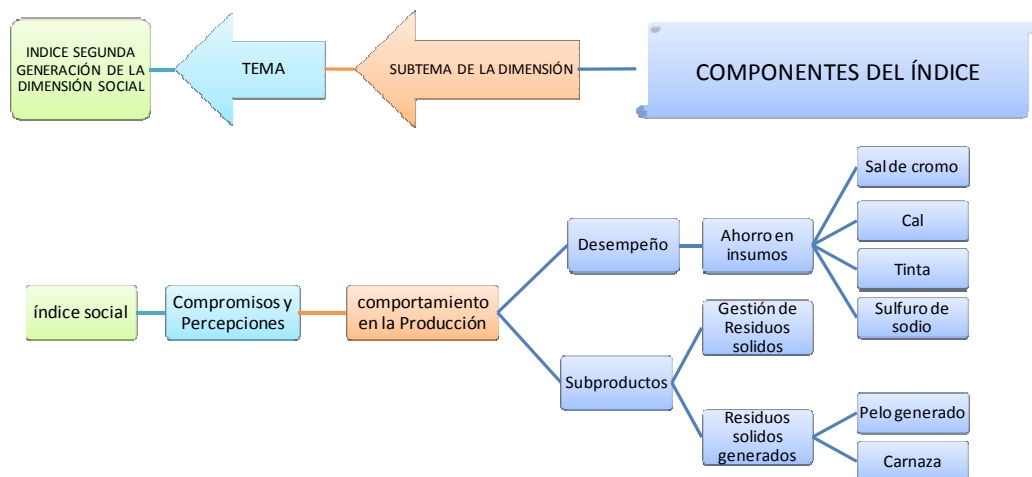 INDICE SEGUNDA
GENERACIÓN DE LA
DIMENSIÓN SOCIAL
TEMA
SUBTEMA DE LA DIMENSIÓN
COMPONENTES DEL ÍNDICE
índice social
Compromisos y
Percepciones
comportamiento
en la Producción
Desempeño
Ahorro en
insumos
Sal de cromo
Cal
Tinta
Sulfuro de
sodio
Subproductos
Gestión de
Residuos
solidos
Residuos
solidos
generados
Pelo generado
Carnaza